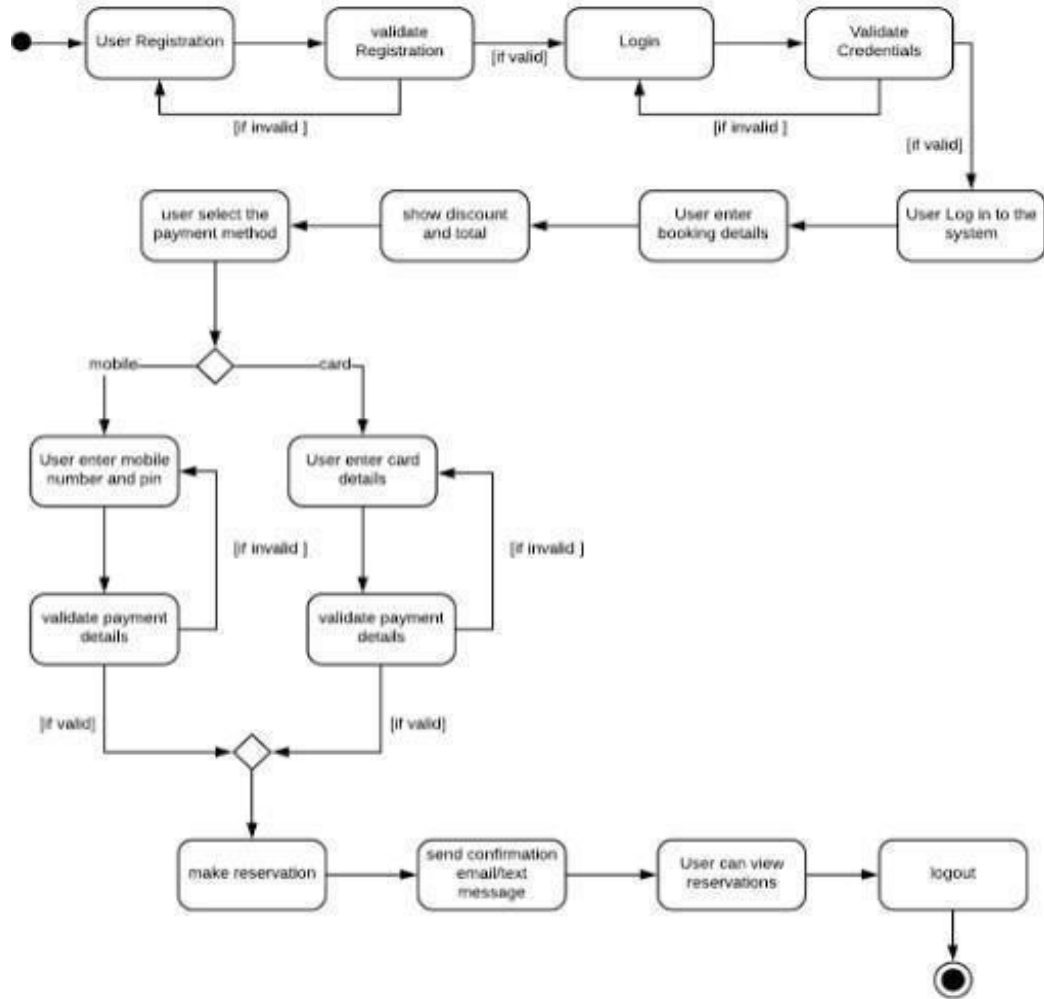 User Registration
validate
Registration
[if valid]
Login
Validate
Credentials
[if invalid ]
[if invalid ]
[if valid]
user select the
payment method
show discount
and total
User enter
booking details
User Log in to the
system
mobile
card
User enter mobile
number and pin
User enter card
details
[if invalid ]
[if invalid ]
validate payment
details
validate payment
details
[if valid]
[if valid]
make reservation
send confirmation
email/text
message
User can view
reservations
logout